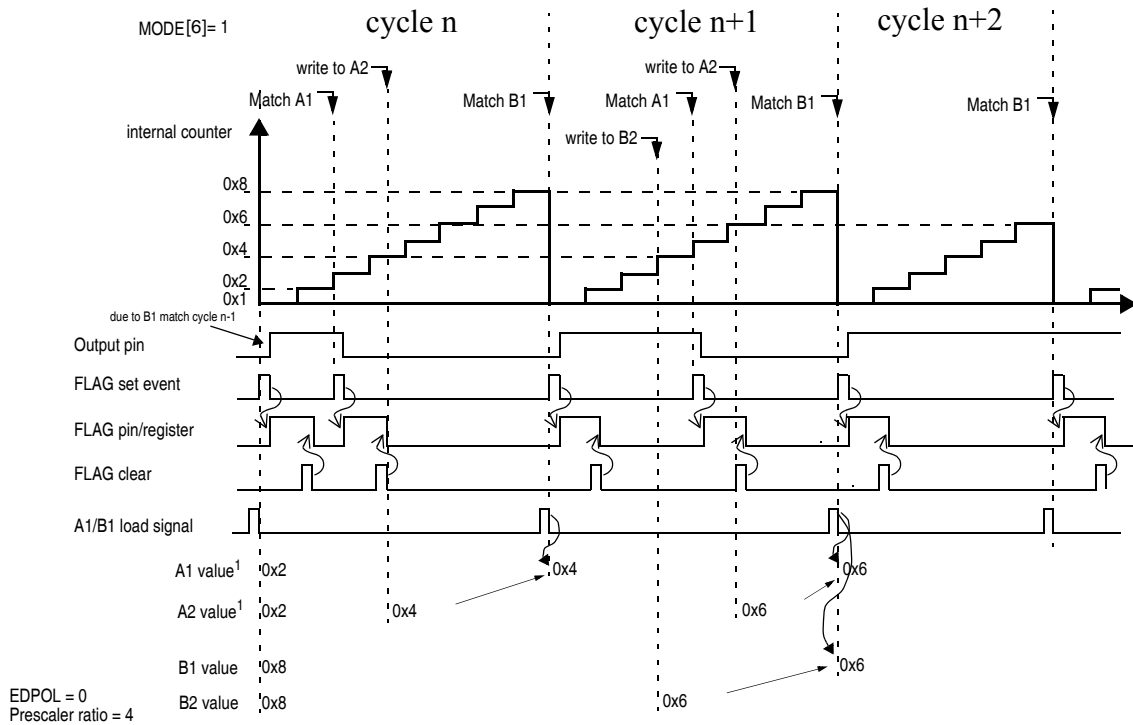 MODE[6]= 1
cycle n
cycle n+1
cycle n+2
write to A2
write to A2
Match A1
Match B1
Match A1
Match B1
Match B1
internal counter
write to B2
0x8
0x6
0x4
0x2
0x1
due to B1 match cycle n-1
Output pin
FLAG set event
FLAG pin/register
FLAG clear
A1/B1 load signal
A1 value¹ 0x2 0x4 0x6
A2 value¹ 0x2 0x4 0x6
B1 value 0x8 0x6
B2 value 0x8 0x6
EDPOL = 0
Prescaler ratio = 4